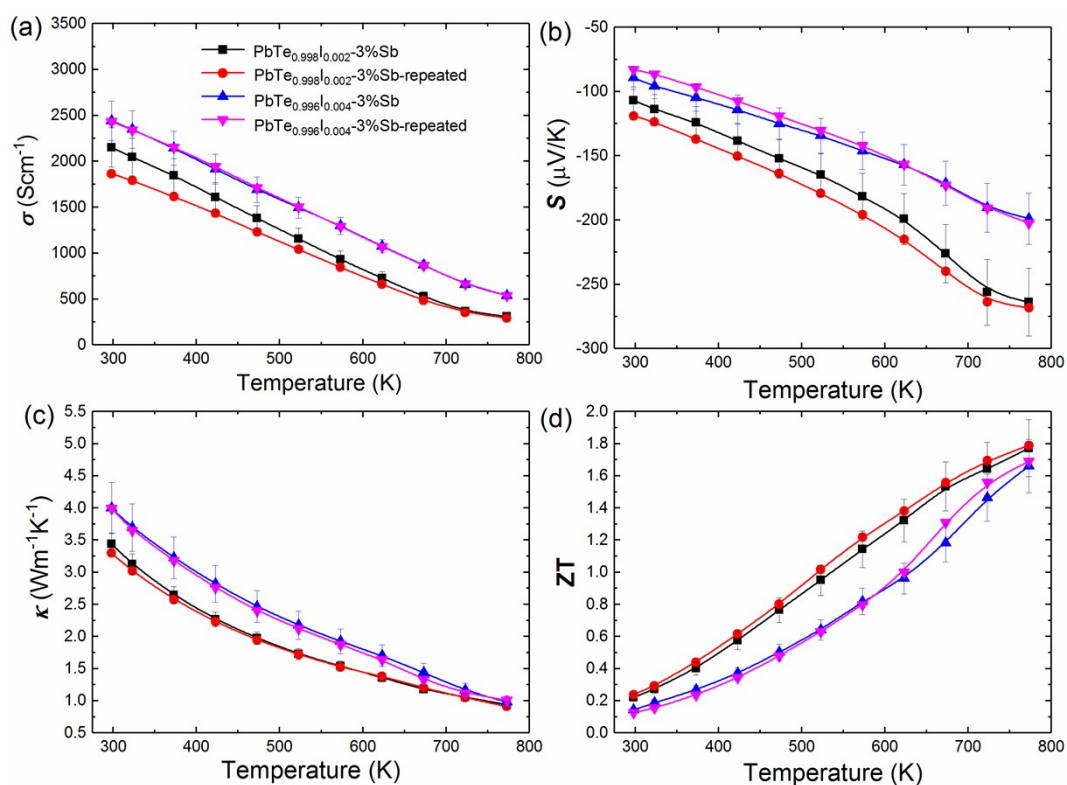 (a)
3500
3000
2500
2000
1500
1000
500
0
σ (Scm⁻¹)
PbTe₀.₉₉₈I₀.₀₀₂-3%Sb
PbTe₀.₉₉₈I₀.₀₀₂-3%Sb-repeated
PbTe₀.₉₉₆I₀.₀₀₄-3%Sb
PbTe₀.₉₉₆I₀.₀₀₄-3%Sb-repeated
300 400 500 600 700 800
Temperature (K)
(b)
-50
-100
-150
-200
-250
-300
S (μV/K)
300 400 500 600 700 800
Temperature (K)
(c)
5.5
5.0
4.5
4.0
3.5
3.0
2.5
2.0
1.5
1.0
0.5
κ (Wm⁻¹K⁻¹)
300 400 500 600 700 800
Temperature (K)
(d)
2.0
1.8
1.6
1.4
1.2
1.0
0.8
0.6
0.4
0.2
0.0
ZT
300 400 500 600 700 800
Temperature (K)